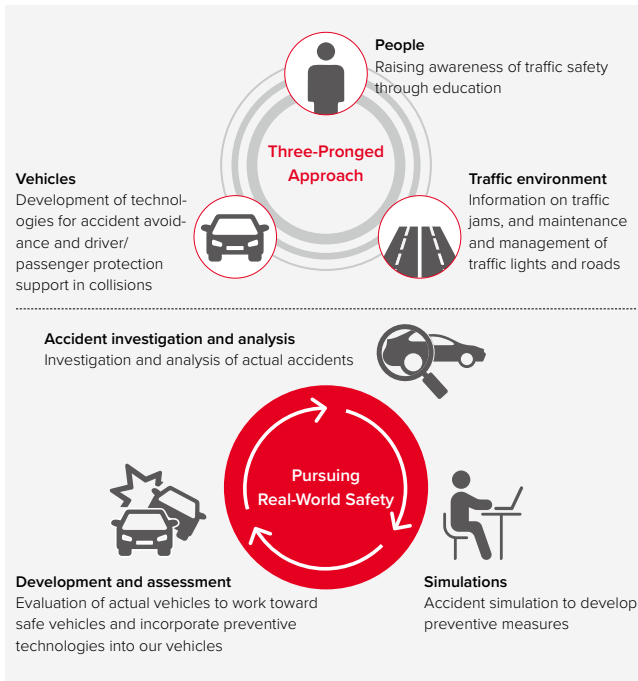 People
Raising awareness of traffic safety
through education
Three-Pronged
Approach
Vehicles
Development of technol-
ogies for accident avoid-
ance and driver/
passenger protection
support in collisions
Traffic environment
Information on traffic
jams, and maintenance
and management of
traffic lights and roads
Accident investigation and analysis
Investigation and analysis of actual accidents
Pursuing
Real-World Safety
Development and assessment
Evaluation of actual vehicles to work toward
safe vehicles and incorporate preventive
technologies into our vehicles
Simulations
Accident simulation to develop
preventive measures